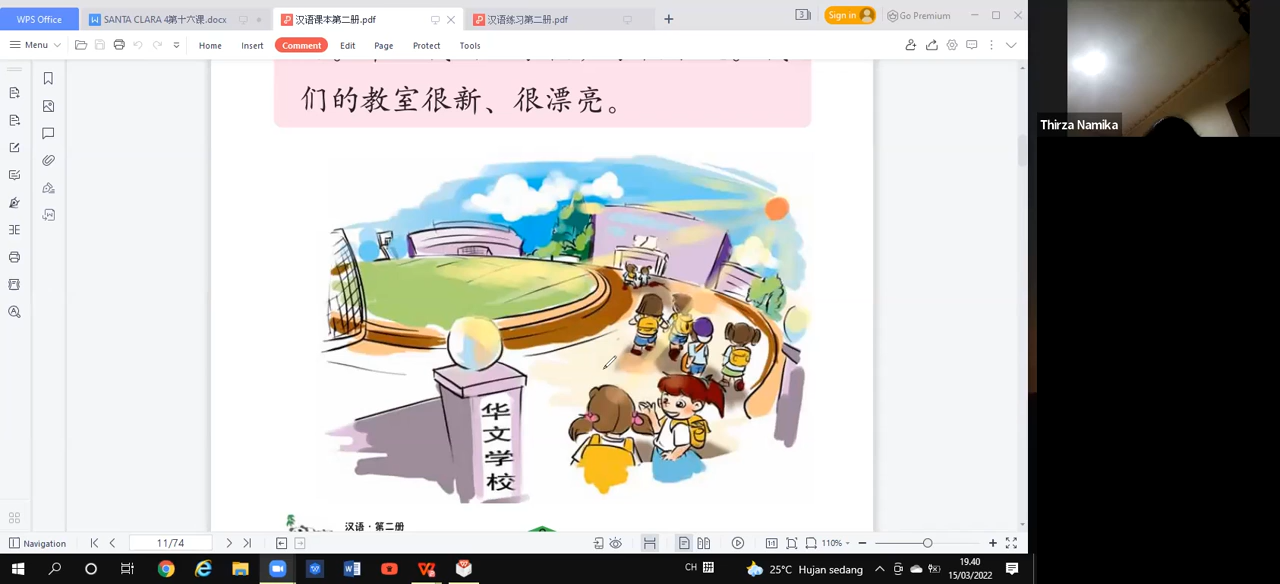 WPS Office
SANTA CLARA 4第十六课.docx
汉语课本第二册.pdf
汉语练习第二册.pdf
3
Sign in
Go Premium
Menu
Home
Insert
Comment
Edit
Page
Protect
Tools
Thirza Namika
们的教室很新、很漂亮。
华文学校
汉语·第二册
Navigation
11/74
110%
CH
25°C Hujan sedang
19.40
15/03/2022